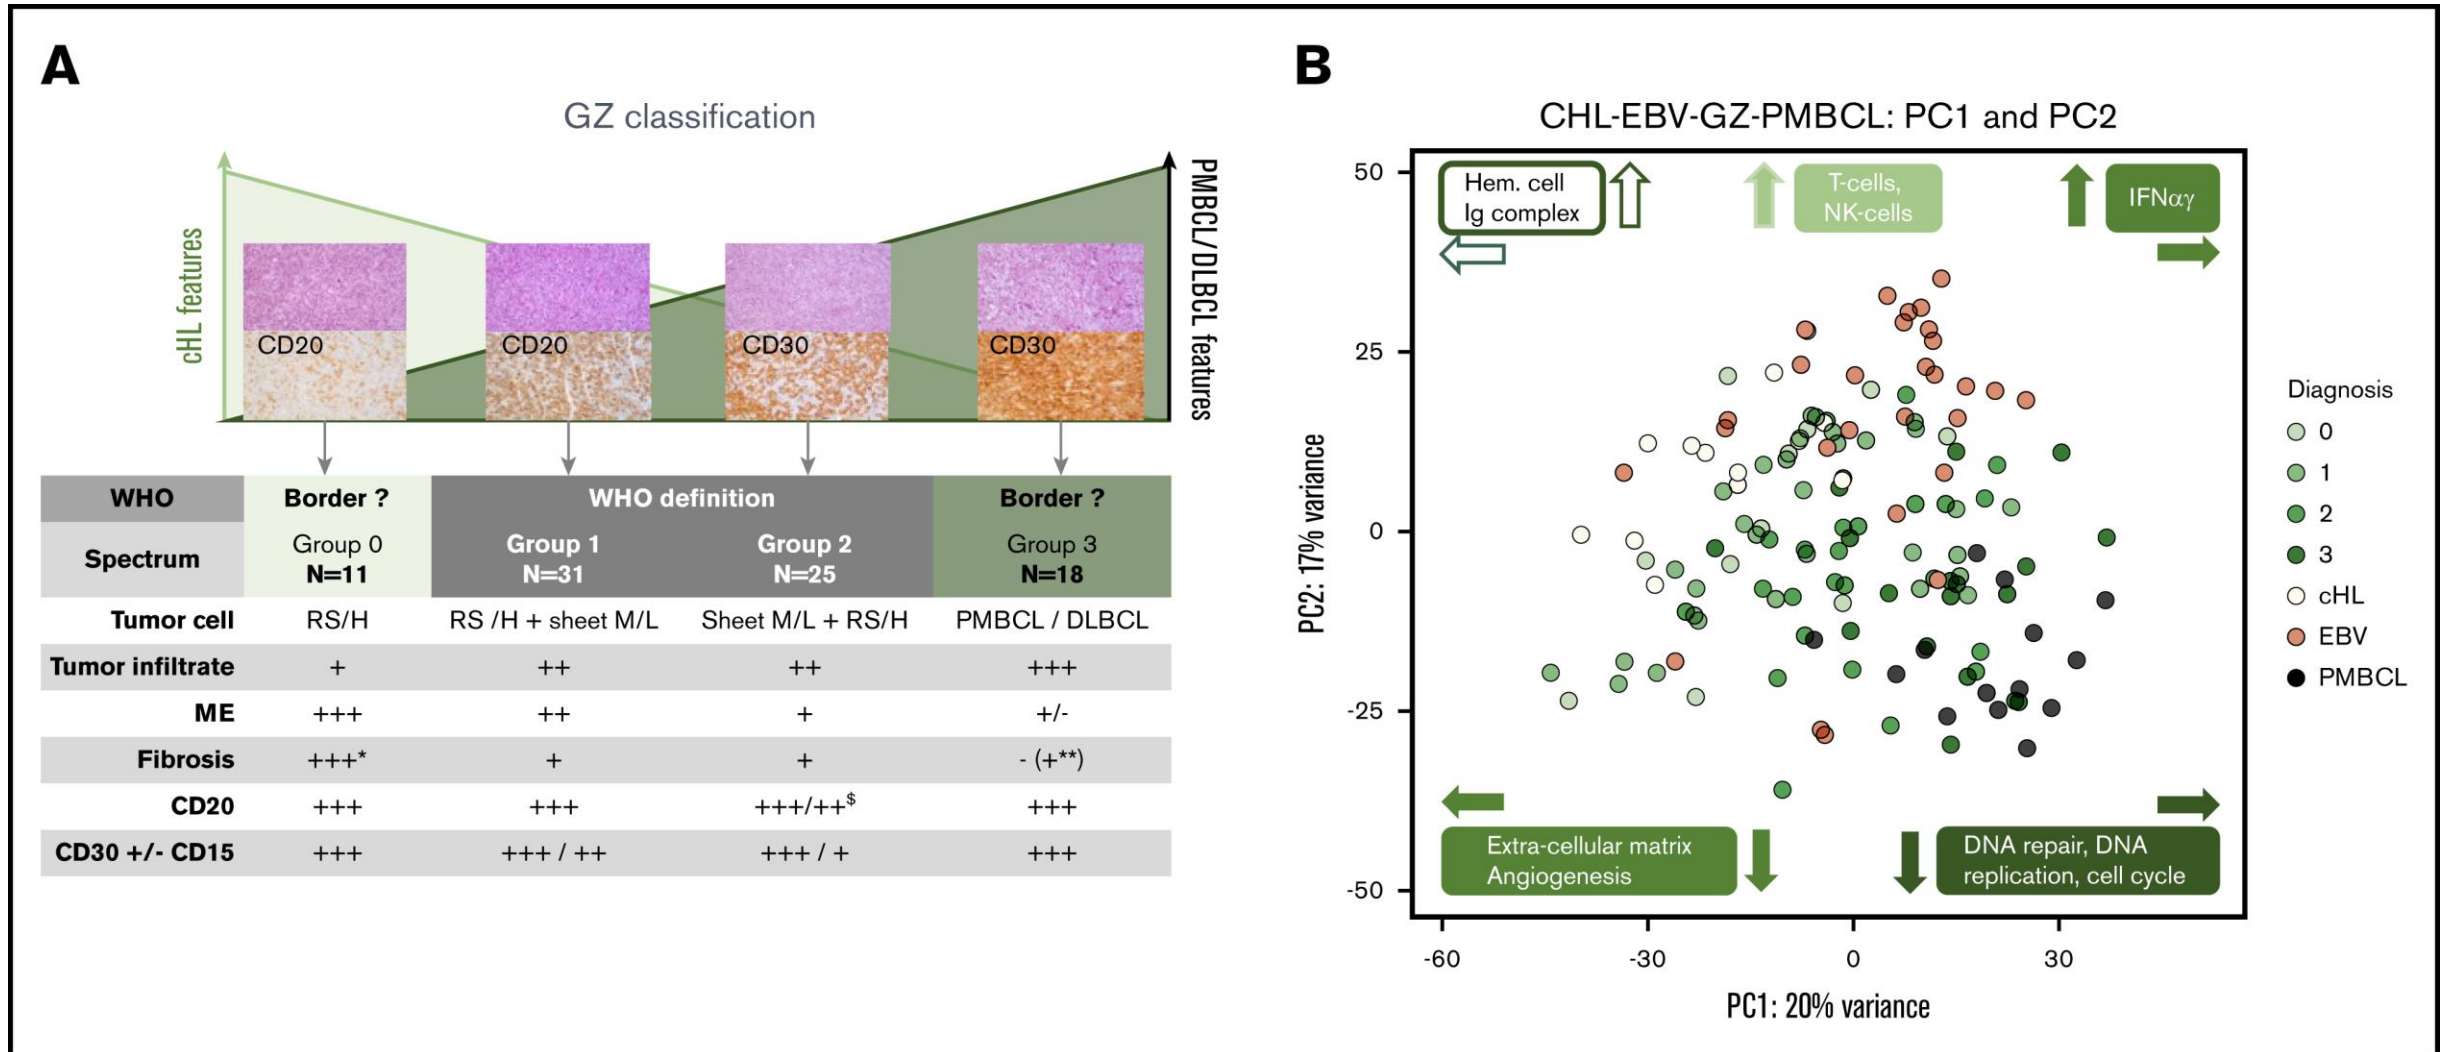 A
GZ classification
cHL features
PMBCL/DLBCL features
CD20
CD20
CD30
CD30
WHO
Border ?
WHO definition
Border ?
Spectrum
Group 0
N=11
Group 1
N=31
Group 2
N=25
Group 3
N=18
Tumor cell RS/H RS /H + sheet M/L Sheet M/L + RS/H PMBCL / DLBCL
Tumor infiltrate + ++ ++ +++
ME +++ ++ + +/-
Fibrosis +++* + + - (+**)
CD20 +++ +++ +++/++$ +++
CD30 +/- CD15 +++ +++ / ++ +++ / + +++
B
CHL-EBV-GZ-PMBCL: PC1 and PC2
Hem. cell
Ig complex
T-cells,
NK-cells
IFNαγ
50
25
0
-25
-50
PC2: 17% variance
Extra-cellular matrix
Angiogenesis
DNA repair, DNA
replication, cell cycle
-60 -30 0 30
PC1: 20% variance
Diagnosis
0
1
2
3
cHL
EBV
PMBCL